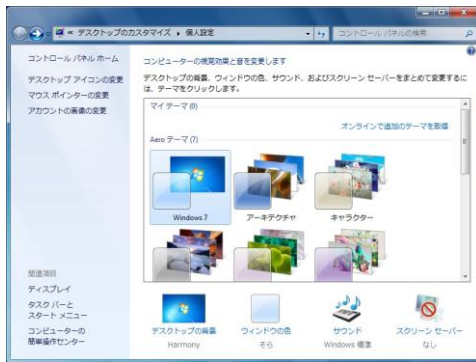 « デスクトップのカスタマイズ ▸ 個人設定
コントロール パネルの検索
コントロール パネル ホーム
デスクトップ アイコンの変更
マウス ポインターの変更
アカウントの画像の変更
コンピューターの視覚効果と音を変更します
デスクトップの背景、ウィンドウの色、サウンド、およびスクリーン セーバーをまとめて変更するに
は、テーマをクリックします。
マイ テーマ (0)
オンラインで追加のテーマを取得
Aero テーマ (7)
Windows 7
アーキテクチャ
キャラクター
関連項目
ディスプレイ
タスク バーと
スタート メニュー
コンピューターの
簡単操作センター
デスクトップの背景
Harmony
ウィンドウの色
そら
サウンド
Windows 標準
スクリーン セーバー
なし